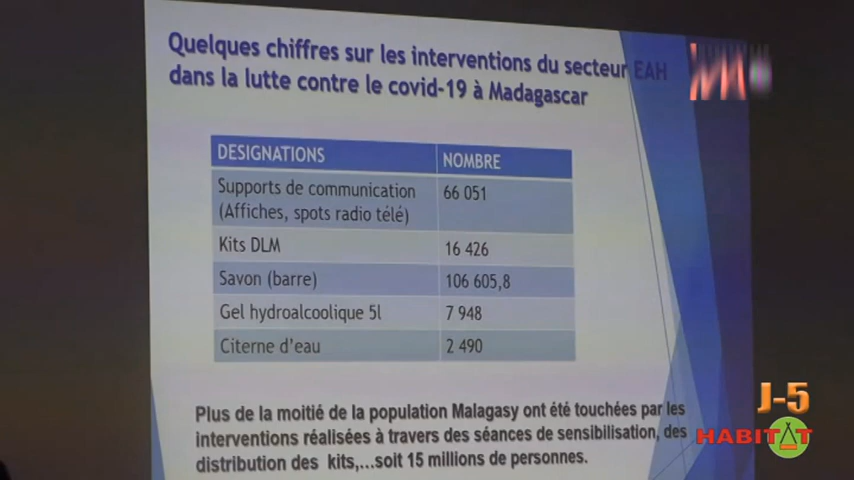 Quelques chiffres sur les interventions du secteur EAH
dans la lutte contre le covid-19 à Madagascar
DESIGNATIONS NOMBRE
Supports de communication 66 051
(Affiches, spots radio télé)
Kits DLM 16 426
Savon (barre) 106 605,8
Gel hydroalcoolique 5l 7 948
Citerne d'eau 2 490
Plus de la moitié de la population Malagasy ont été touchées par les
interventions réalisées à travers des séances de sensibilisation, des
distribution des kits,...soit 15 millions de personnes.
J-5
HABITAT